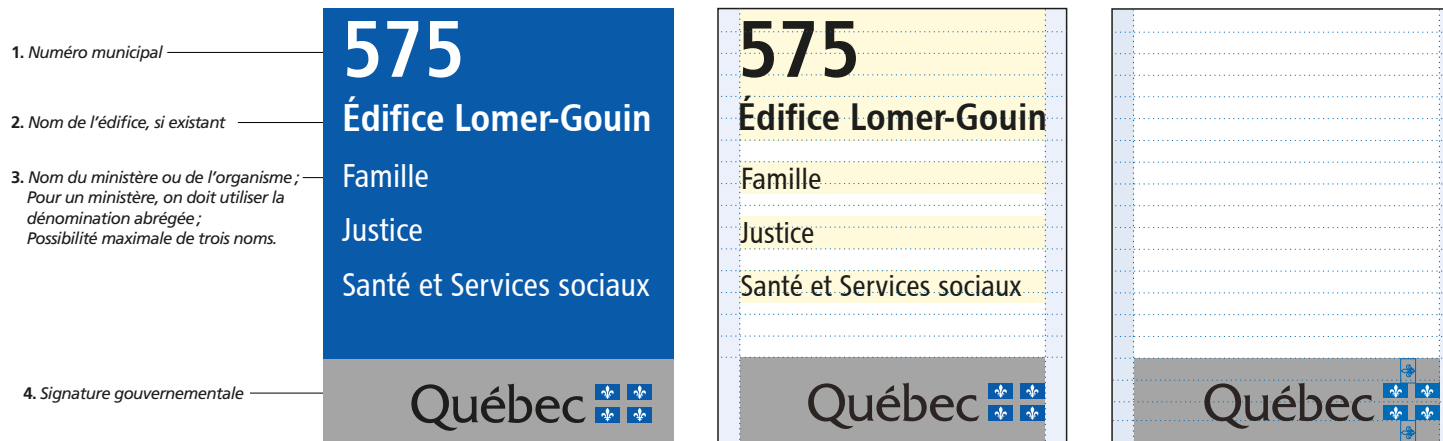 1. Numéro municipal
2. Nom de l'édifice, si existant
3. Nom du ministère ou de l'organisme ;
Pour un ministère, on doit utiliser la
dénomination abrégée ;
Possibilité maximale de trois noms.
4. Signature gouvernementale
575
Édifice Lomer-Gouin
Famille
Justice
Santé et Services sociaux
Québec
575
Édifice Lomer-Gouin
Famille
Justice
Santé et Services sociaux
Québec
Québec